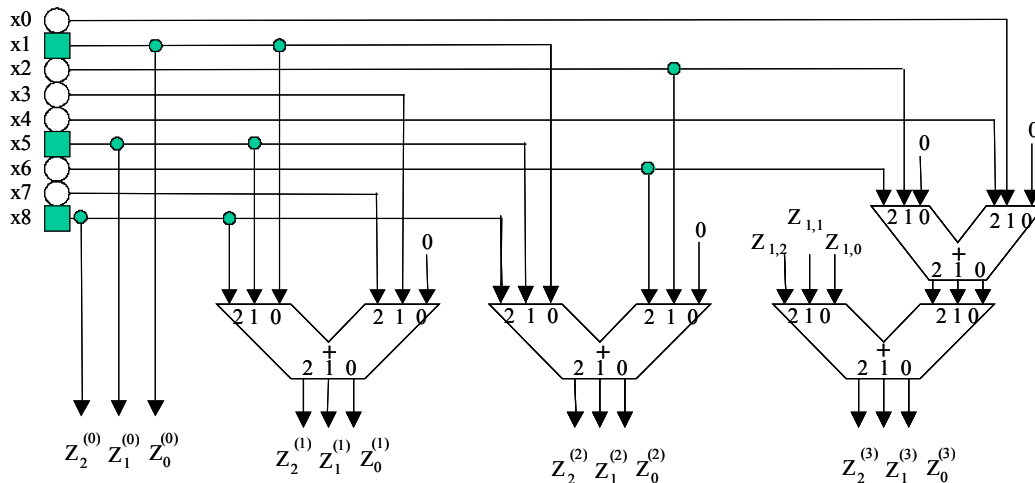 x0
x1
x2
x3
x4
x5
x6
x7
x8
0
0
0
0
2 1 0
2 1 0
+
2 1 0
Z 1,2
Z 1,1
Z 1,0
2 1 0
2 1 0
+
2 1 0
2 1 0
2 1 0
+
2 1 0
2 1 0
2 1 0
+
2 1 0
Z2(0) Z1(0) Z0(0)
Z2(1) Z1(1) Z0(1)
Z2(2) Z1(2) Z0(2)
Z2(3) Z1(3) Z0(3)